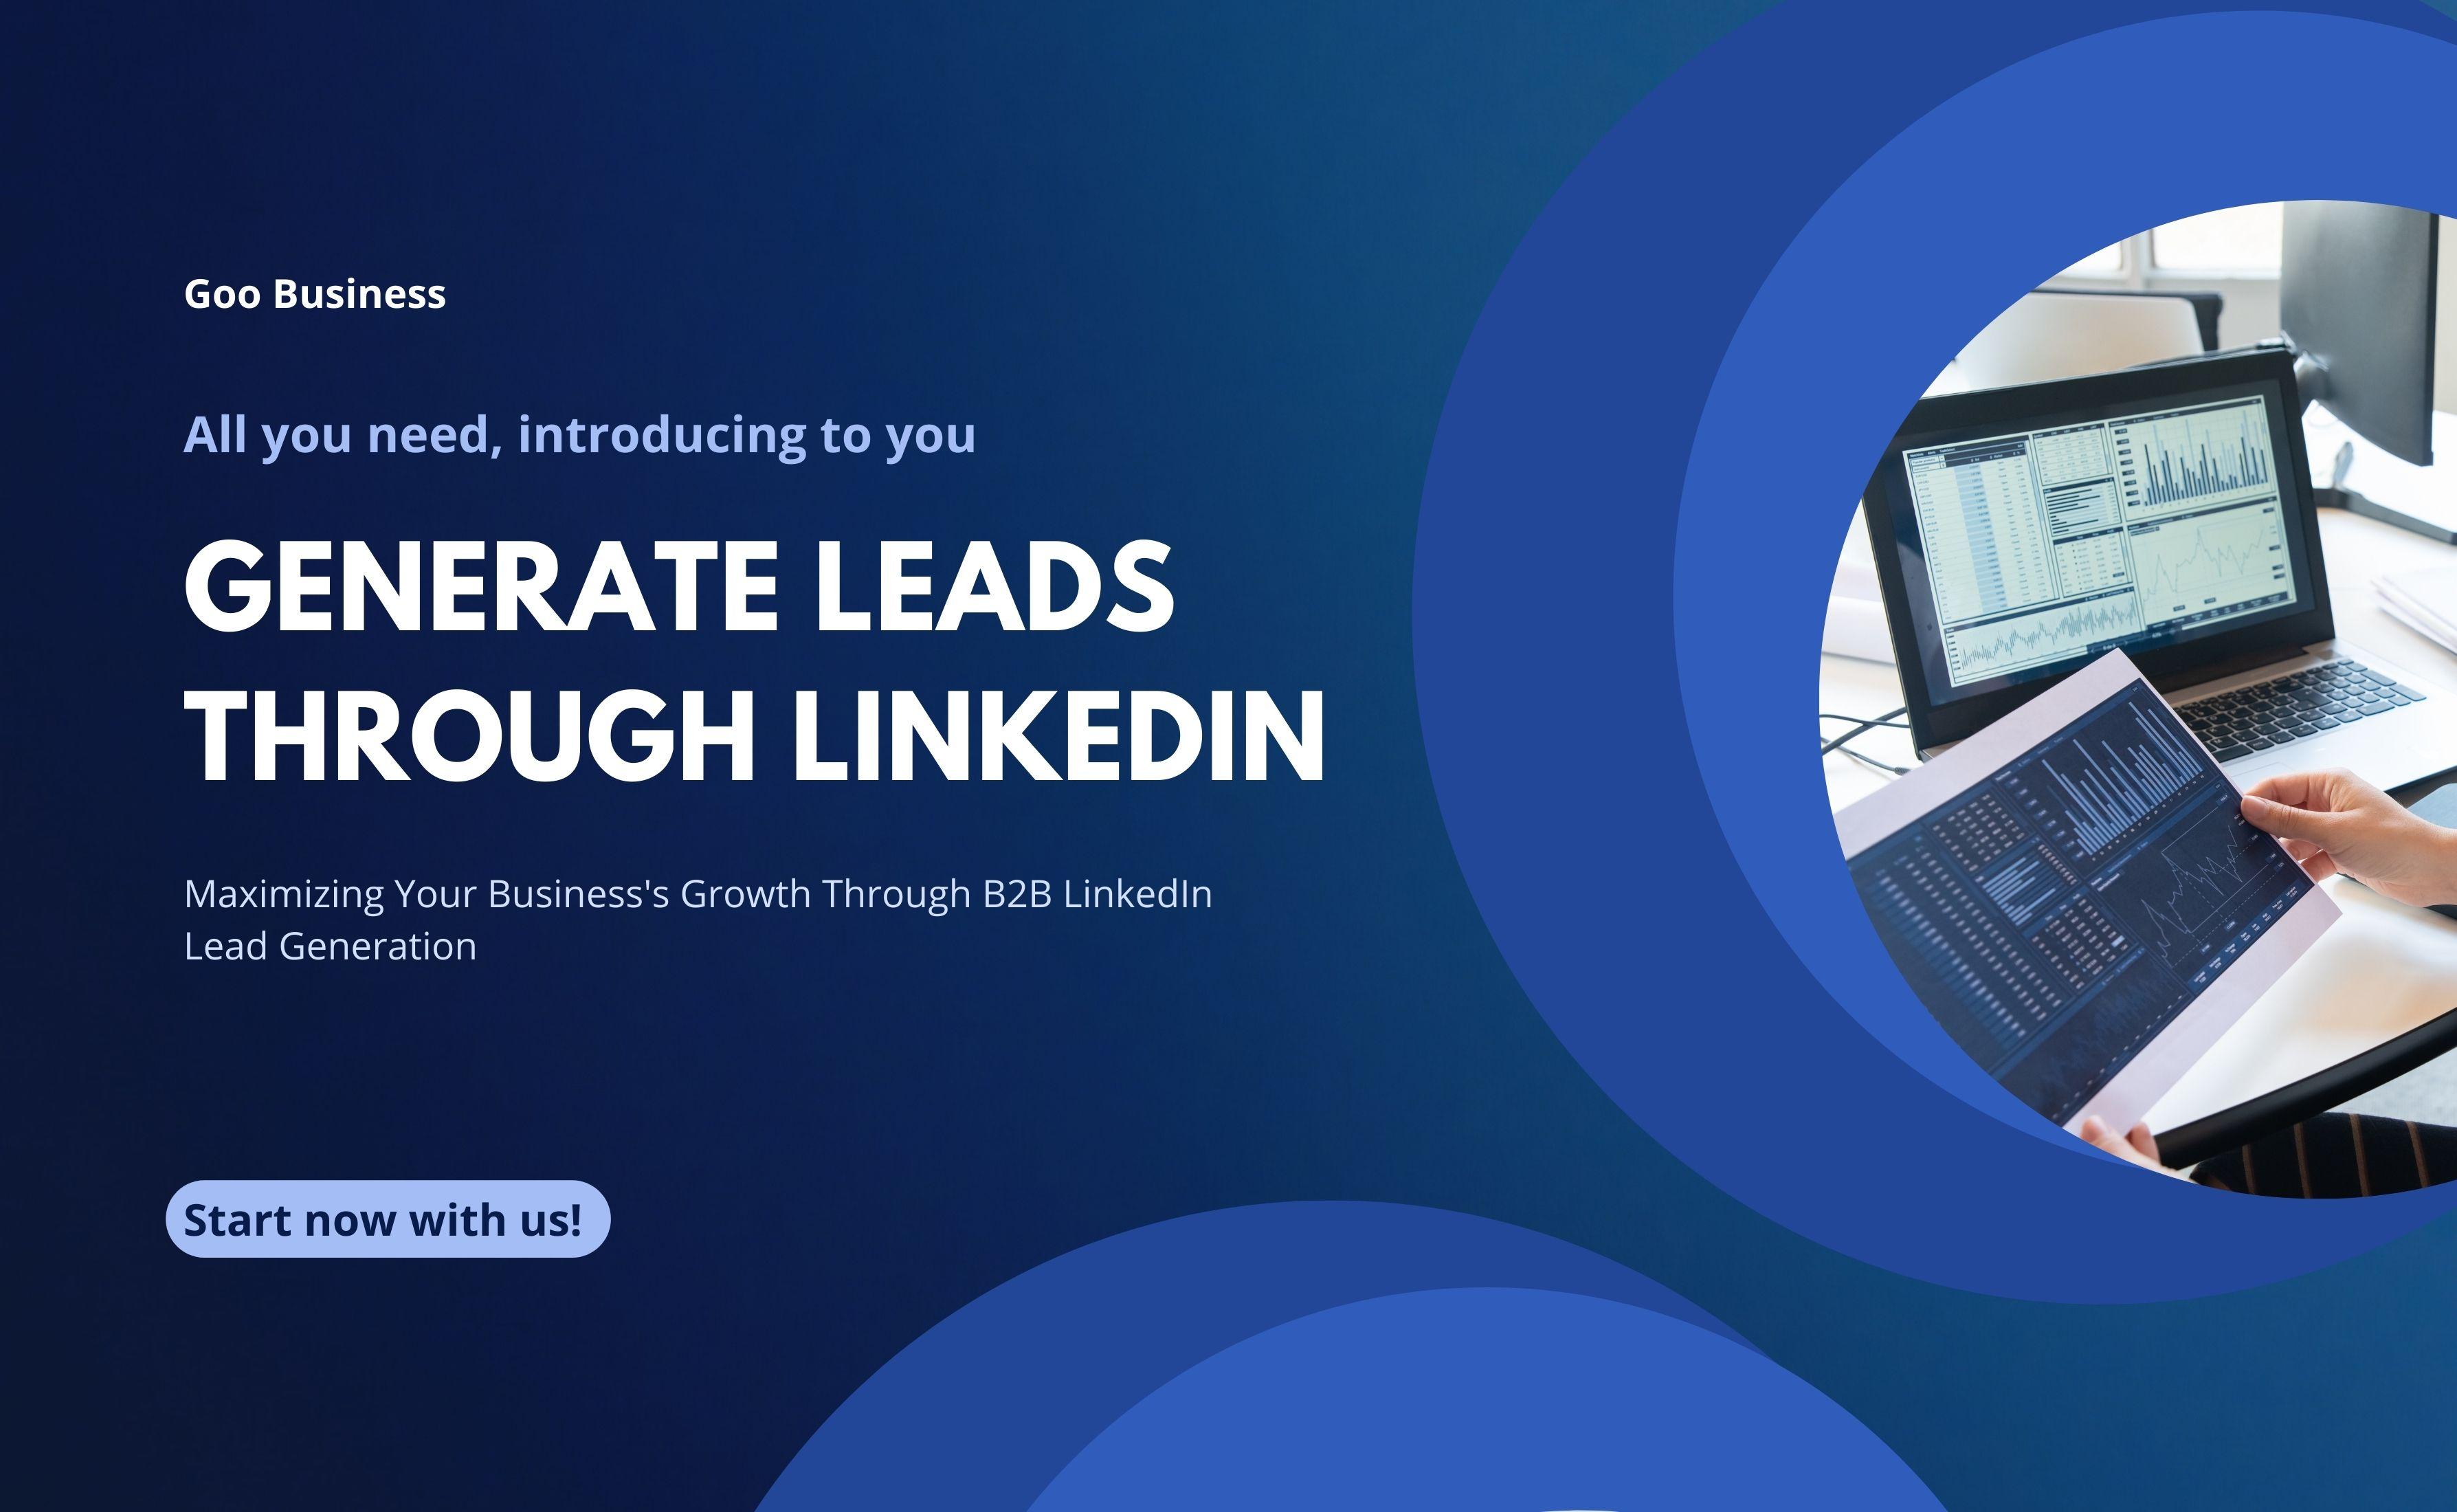 Goo Business
All you need, introducing to you
GENERATE LEADS
THROUGH LINKEDIN
Maximizing Your Business's Growth Through B2B LinkedIn
Lead Generation
Start now with us!